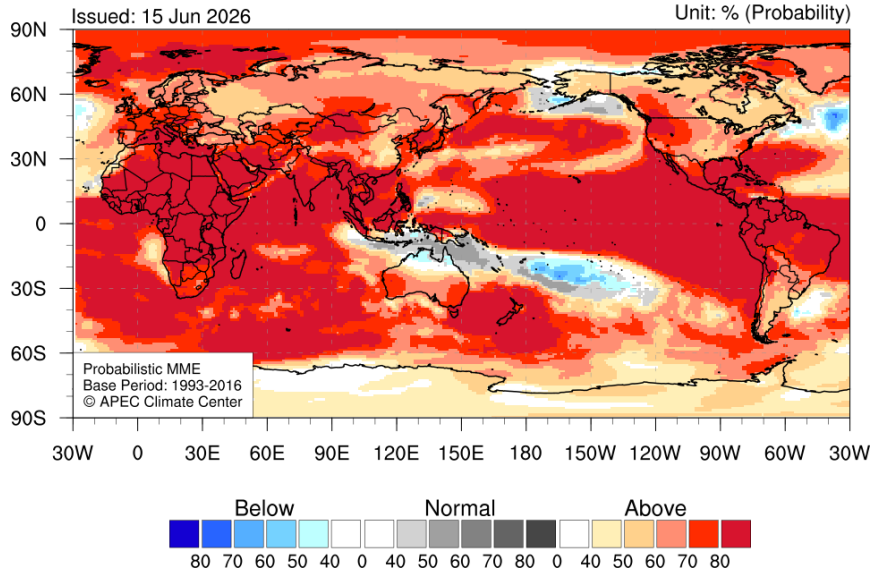 Issued: 15 Jun 2026
Unit: % (Probability)
90N
60N
30N
0
30S
60S
90S
Probabilistic MME
Base Period: 1993-2016
© APEC Climate Center
30W 0 30E 60E 90E 120E 150E 180 150W 120W 90W 60W 30W
Below Normal Above
80 70 60 50 40 0 40 50 60 70 80 0 40 50 60 70 80